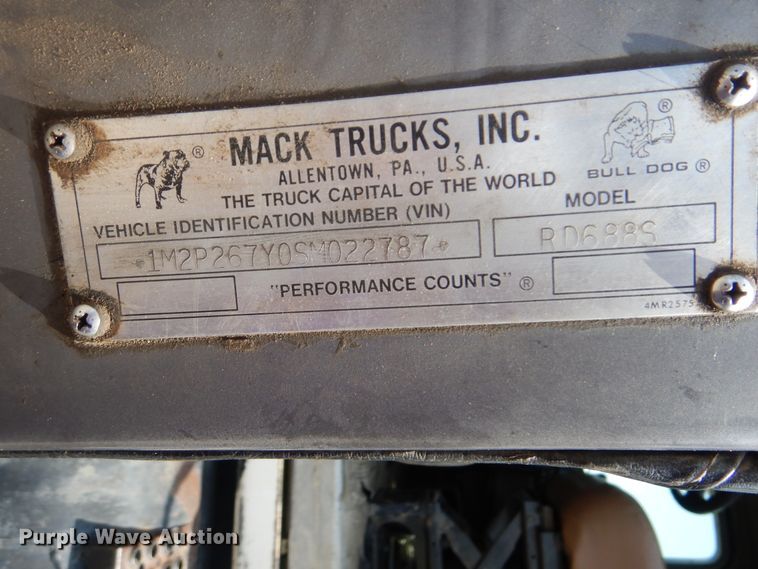 MACK TRUCKS, INC.
ALLENTOWN, PA., U.S.A.
THE TRUCK CAPITAL OF THE WORLD
BULL DOG ®
VEHICLE IDENTIFICATION NUMBER (VIN)
MODEL
*1M2P267Y0SM022787*
RD688S
"PERFORMANCE COUNTS" ®
Purple Wave Auction